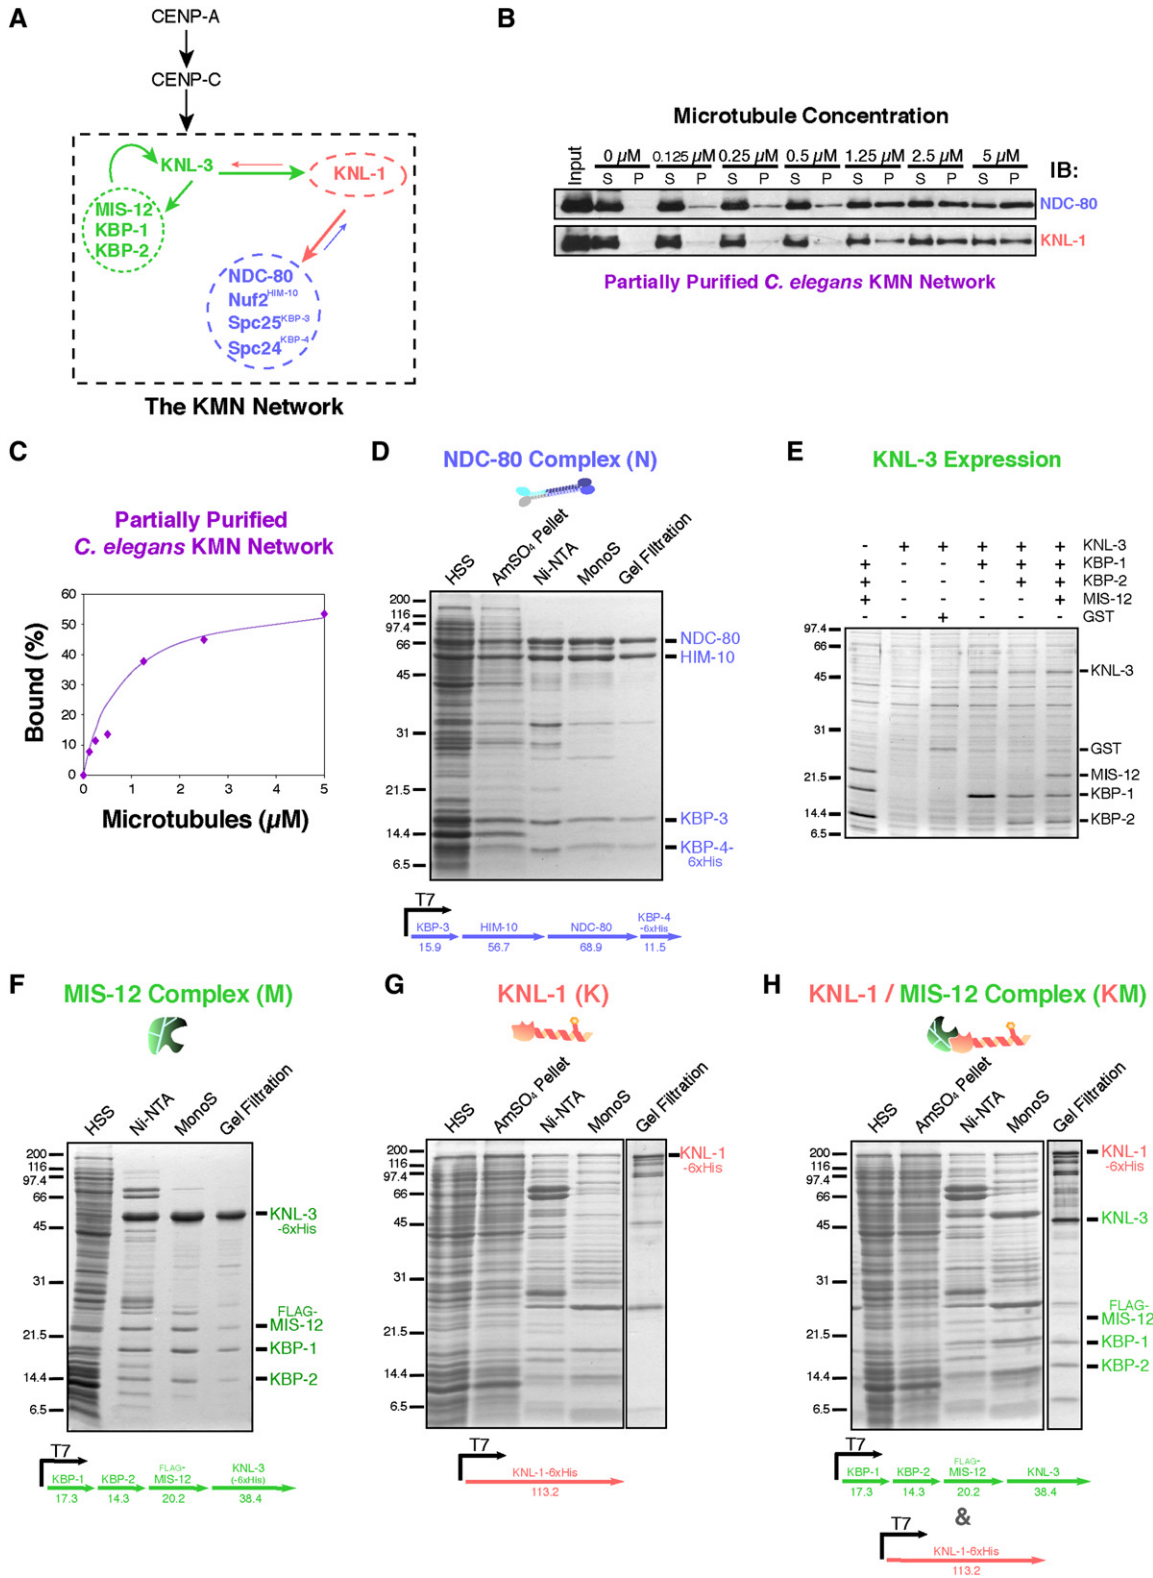 A
CENP-A
CENP-C
KNL-3
KNL-1
MIS-12
KBP-1
KBP-2
NDC-80
Nuf2HIM-10
Spc25KBP-3
Spc24KBP-4
The KMN Network
B
Microtubule Concentration
Input
0 µM 0.125 µM 0.25 µM 0.5 µM 1.25 µM 2.5 µM 5 µM
S P S P S P S P S P S P S P
IB:
NDC-80
KNL-1
Partially Purified C. elegans KMN Network
C
Partially Purified
C. elegans KMN Network
Bound (%)
60
50
40
30
20
10
0
0 1 2 3 4 5
Microtubules (µM)
D
NDC-80 Complex (N)
HSS AmSO4 Pellet Ni-NTA MonoS Gel Filtration
200
116
97.4
66
45
31
21.5
14.4
6.5
NDC-80
HIM-10
KBP-3
KBP-4-
6xHis
T7
KBP-3 HIM-10 NDC-80 KBP-4
-6xHis
15.9 56.7 68.9 11.5
E
KNL-3 Expression
- + + + + + KNL-3
+ - - + + + KBP-1
+ - - - + + KBP-2
+ - - - - + MIS-12
+ GST
97.4
66
45
31
21.5
14.4
6.5
KNL-3
GST
MIS-12
KBP-1
KBP-2
F
MIS-12 Complex (M)
HSS Ni-NTA MonoS Gel Filtration
200
116
97.4
66
45
31
21.5
14.4
6.5
KNL-3
-6xHis
FLAG-
MIS-12
KBP-1
KBP-2
T7
KBP-1 KBP-2 FLAG-
MIS-12 KNL-3
(-6xHis)
17.3 14.3 20.2 38.4
G
KNL-1 (K)
HSS AmSO4 Pellet Ni-NTA MonoS Gel Filtration
200
116
97.4
66
45
31
21.5
14.4
6.5
KNL-1
-6xHis
T7
KNL-1-6xHis
113.2
H
KNL-1 / MIS-12 Complex (KM)
HSS AmSO4 Pellet Ni-NTA MonoS Gel Filtration
200
116
97.4
66
45
31
21.5
14.4
6.5
KNL-1
-6xHis
KNL-3
FLAG-
MIS-12
KBP-1
KBP-2
T7
KBP-1 KBP-2 FLAG-
MIS-12 KNL-3
17.3 14.3 20.2 38.4
&
T7
KNL-1-6xHis
113.2